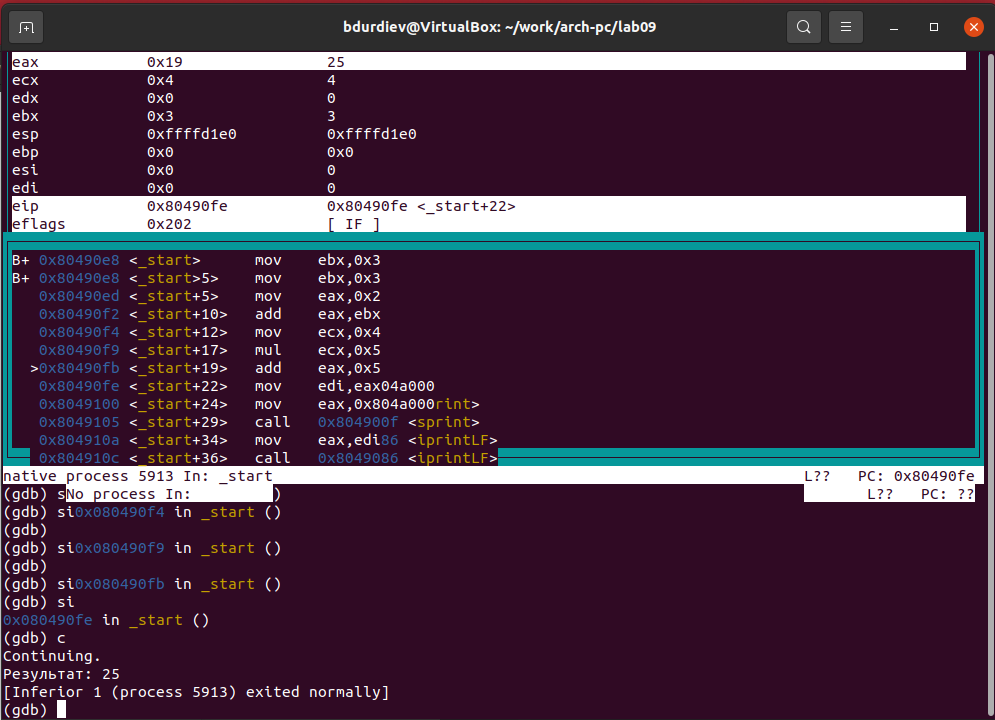 bdurdiev@VirtualBox: ~/work/arch-pc/lab09
eax 0x19 25
ecx 0x4 4
edx 0x0 0
ebx 0x3 3
esp 0xffffd1e0 0xffffd1e0
ebp 0x0 0x0
esi 0x0 0
edi 0x0 0
eip 0x80490fe 0x80490fe <_start+22>
eflags 0x202 [ IF ]
B+ 0x80490e8 <_start> mov ebx,0x3
B+ 0x80490e8 <_start>5> mov ebx,0x3
0x80490ed <_start+5> mov eax,0x2
0x80490f2 <_start+10> add eax,ebx
0x80490f4 <_start+12> mov ecx,0x4
0x80490f9 <_start+17> mul ecx,0x5
>0x80490fb <_start+19> add eax,0x5
0x80490fe <_start+22> mov edi,eax04a000
0x8049100 <_start+24> mov eax,0x804a000rint>
0x8049105 <_start+29> call 0x804900f <sprint>
0x804910a <_start+34> mov eax,edi86 <iprintLF>
0x804910c <_start+36> call 0x8049086 <iprintLF>
native process 5913 In: _start L?? PC: 0x80490fe
(gdb) sNo process In: ) L?? PC: ??
(gdb) si0x080490f4 in _start ()
(gdb)
(gdb) si0x080490f9 in _start ()
(gdb)
(gdb) si0x080490fb in _start ()
(gdb) si
0x080490fe in _start ()
(gdb) c
Continuing.
Результат: 25
[Inferior 1 (process 5913) exited normally]
(gdb)